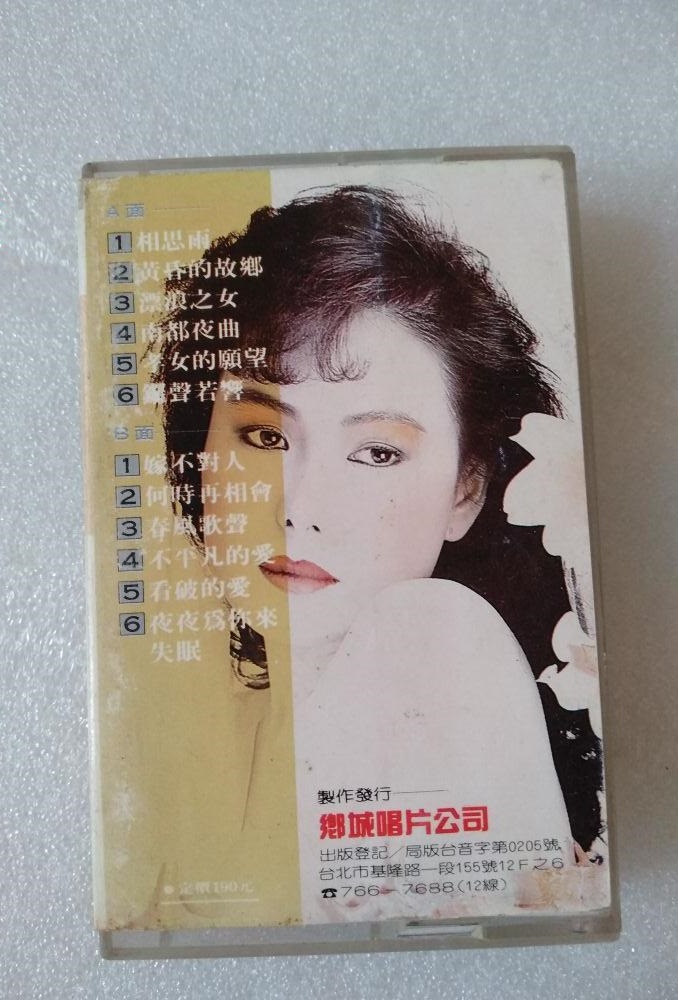 A面
1 相思雨
2 黃昏的故鄉
3 漂浪之女
4 南都夜曲
5 孝女的願望
6 鑼聲若響
B面
1 嫁不對人
2 何時再相會
3 春風歌聲
4 不平凡的愛
5 看破的愛
6 夜夜爲你來
失眠
製作發行
鄉城唱片公司
出版登記／局版台音字第0205號
台北市基隆路一段155號12F之6
☎766－7688(12線)
●定價190元